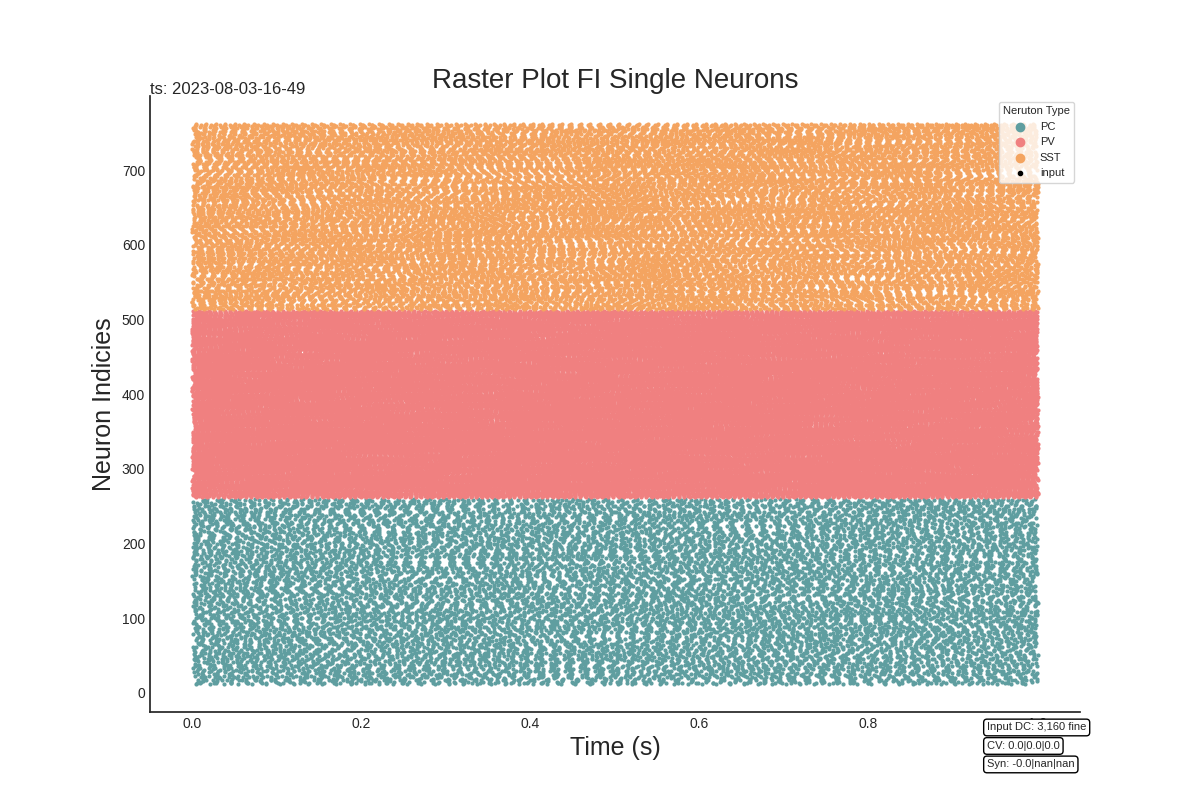 Raster Plot FI Single Neurons
ts: 2023-08-03-16-49
Neruton Type
PC
PV
SST
input
Neuron Indicies
700
600
500
400
300
200
100
0
0.0 0.2 0.4 0.6 0.8
Time (s)
Input DC: 3,160 fine
CV: 0.0|0.0|0.0
Syn: -0.0|nan|nan